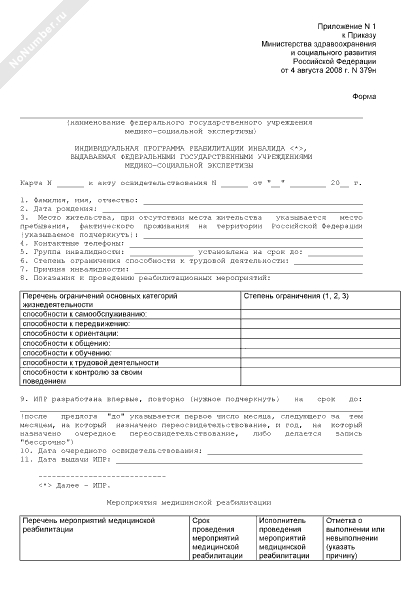 NoNumber.ru
Приложение N 1
к Приказу
Министерства здравоохранения
и социального развития
Российской Федерации
от 4 августа 2008 г. N 379н
Форма
(наименование федерального государственного учреждения
медико-социальной экспертизы)
ИНДИВИДУАЛЬНАЯ ПРОГРАММА РЕАБИЛИТАЦИИ ИНВАЛИДА <*>,
ВЫДАВАЕМАЯ ФЕДЕРАЛЬНЫМИ ГОСУДАРСТВЕННЫМИ УЧРЕЖДЕНИЯМИ
МЕДИКО-СОЦИАЛЬНОЙ ЭКСПЕРТИЗЫ
Карта N ______ к акту освидетельствования N ______ от "__" ________ 20__ г.
1. Фамилия, имя, отчество:
2. Дата рождения:
3. Место жительства, при отсутствии места жительства указывается место
пребывания, фактического проживания на территории Российской Федерации
(указываемое подчеркнуть):
4. Контактные телефоны:
5. Группа инвалидности: ____________ установлена на срок до: ____________
6. Степень ограничения способности к трудовой деятельности:
7. Причина инвалидности:
8. Показания к проведению реабилитационных мероприятий:
Перечень ограничений основных категорий
жизнедеятельности
Степень ограничения (1, 2, 3)
способности к самообслуживанию:
способности к передвижению:
способности к ориентации:
способности к общению:
способности к обучению:
способности к трудовой деятельности
способности к контролю за своим
поведением
9. ИПР разработана впервые, повторно (нужное подчеркнуть) на срок до:
(после предлога "до" указывается первое число месяца, следующего за тем
месяцем, на который назначено переосвидетельствование, и год, на который
назначено очередное переосвидетельствование, либо делается запись
"бессрочно")
10. Дата очередного освидетельствования:
11. Дата выдачи ИПР:
<*> Далее - ИПР.
Мероприятия медицинской реабилитации
Перечень мероприятий медицинской
реабилитации
Срок
проведения
мероприятий
медицинской
реабилитации
Исполнитель
проведения
мероприятий
медицинской
реабилитации
Отметка о
выполнении или
невыполнении
(указать
причину)